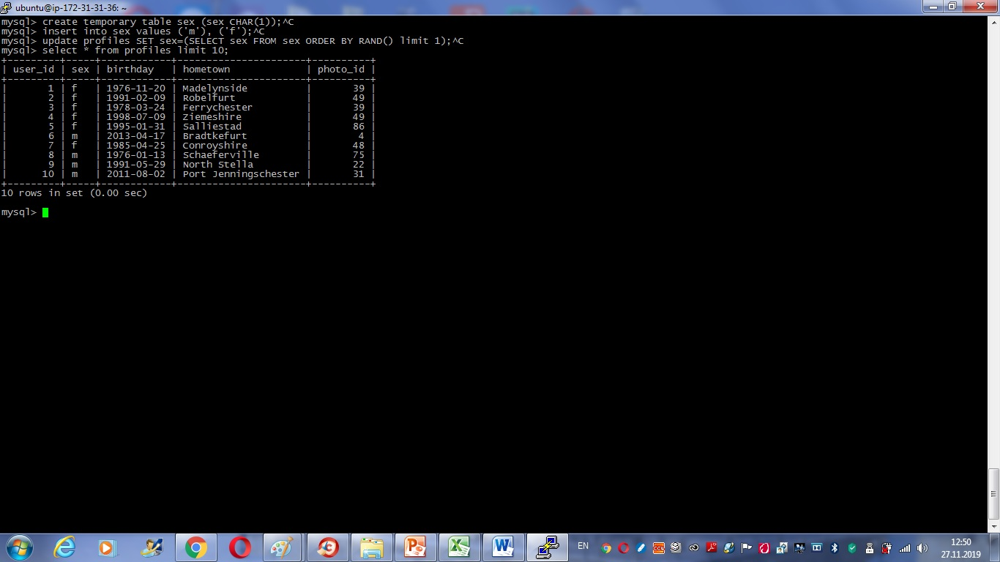 ubuntu@ip-172-31-31-36: ~
mysql> create temporary table sex (sex CHAR(1));^C
mysql> insert into sex values ('m'), ('f');^C
mysql> update profiles SET sex=(SELECT sex FROM sex ORDER BY RAND() limit 1);^C
mysql> select * from profiles limit 10;
+---------+-----+------------+----------------------+----------+
| user_id | sex | birthday   | hometown             | photo_id |
+---------+-----+------------+----------------------+----------+
|       1 | f   | 1976-11-20 | Madelynside          |       39 |
|       2 | f   | 1991-02-09 | Robelfurt            |       49 |
|       3 | f   | 1978-03-24 | Ferrychester         |       39 |
|       4 | f   | 1998-07-09 | Ziemeshire           |       49 |
|       5 | f   | 1995-01-31 | Salliestad           |       86 |
|       6 | m   | 2013-04-17 | Bradtkefurt          |        4 |
|       7 | f   | 1985-04-25 | Conroyshire          |       48 |
|       8 | m   | 1976-01-13 | Schaeferville        |       75 |
|       9 | m   | 1991-05-29 | North Stella         |       22 |
|      10 | m   | 2011-08-02 | Port Jenningschester |       31 |
+---------+-----+------------+----------------------+----------+
10 rows in set (0.00 sec)
mysql>
EN
12:50
27.11.2019